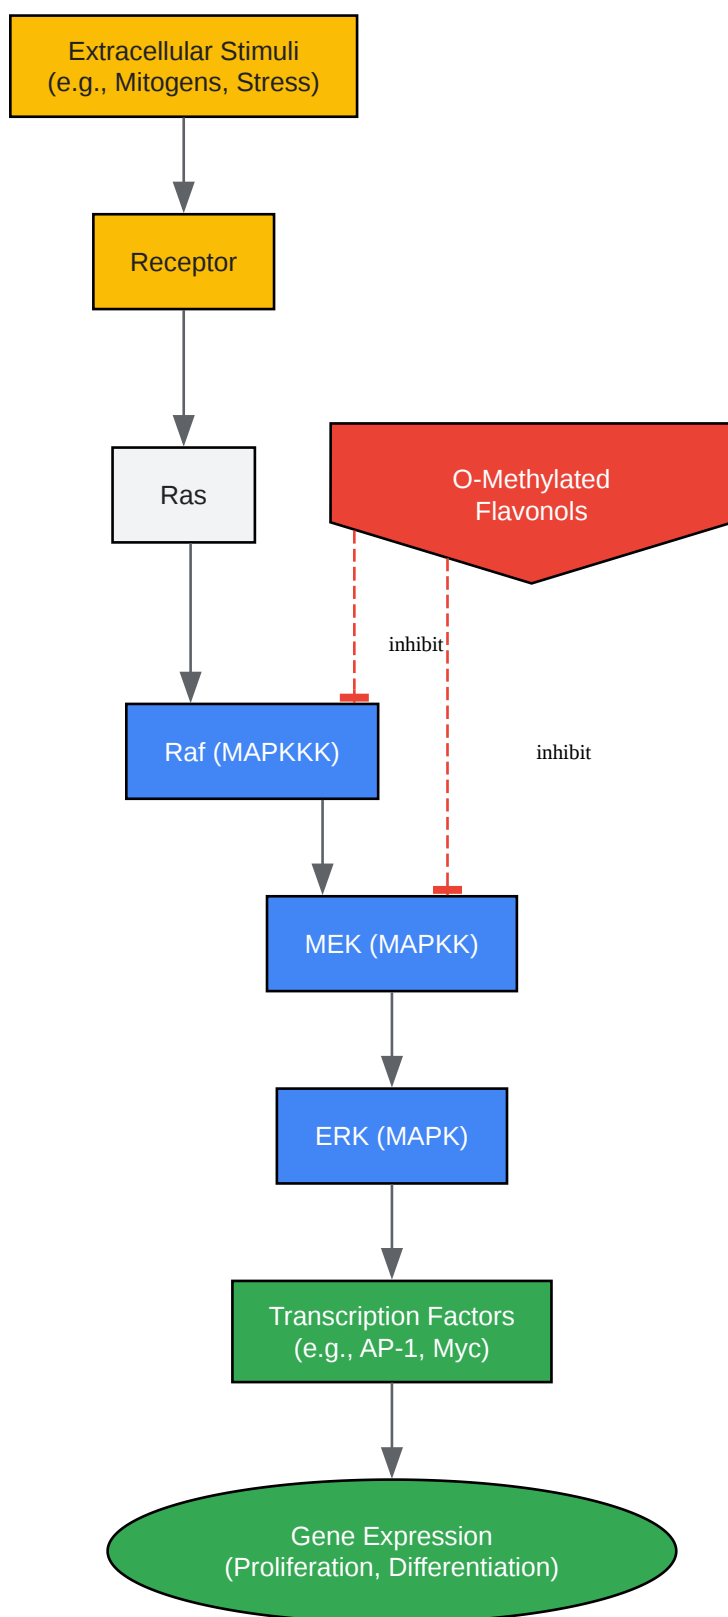 Extracellular Stimuli
(e.g., Mitogens, Stress)
Receptor
Ras
O-Methylated
Flavonols
inhibit
Raf (MAPKKK)
inhibit
MEK (MAPKK)
ERK (MAPK)
Transcription Factors
(e.g., AP-1, Myc)
Gene Expression
(Proliferation, Differentiation)